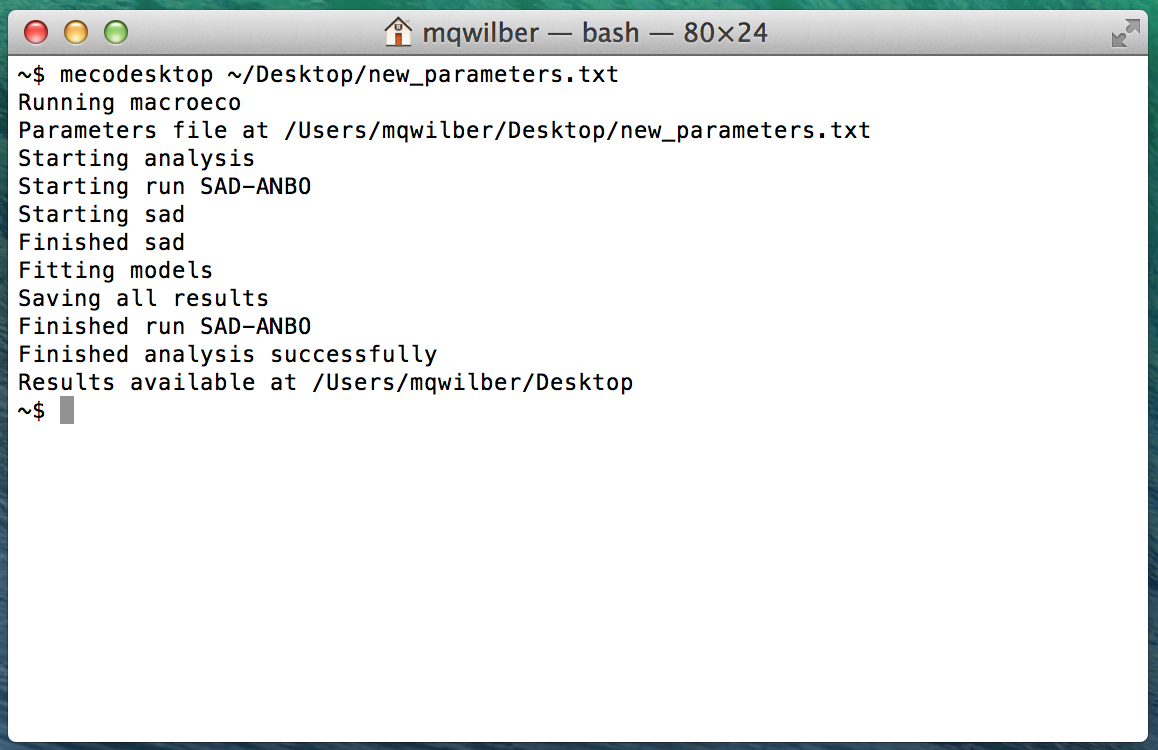 mqwilber — bash — 80×24
~$ mecodesktop ~/Desktop/new_parameters.txt
Running macroeco
Parameters file at /Users/mqwilber/Desktop/new_parameters.txt
Starting analysis
Starting run SAD-ANBO
Starting sad
Finished sad
Fitting models
Saving all results
Finished run SAD-ANBO
Finished analysis successfully
Results available at /Users/mqwilber/Desktop
~$